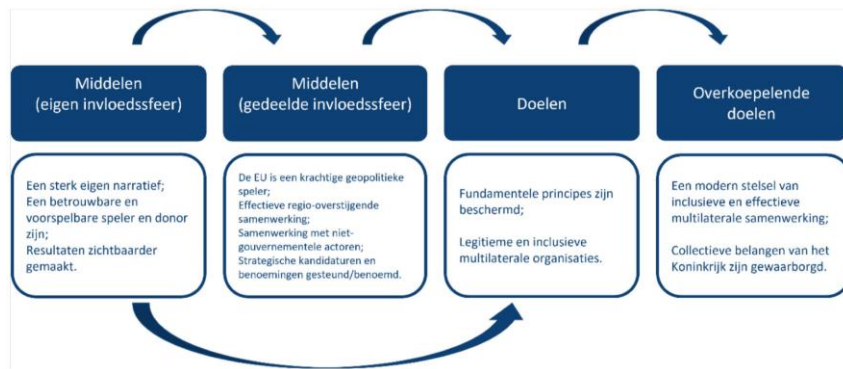 Middelen
(eigen invloedssfeer)
Middelen
(gedeelde invloedssfeer)
Doelen
Overkoepelende
doelen
Een sterk eigen narratief;
Een betrouwbare en
voorspelbare speler en donor
zijn;
Resultaten zichtbaarder
gemaakt.
De EU is een krachtige geopolitieke
speler;
Effectieve regio-overstijgende
samenwerking;
Samenwerking met niet-
gouvernementele actoren;
Strategische kandidaturen en
benoemingen gesteund/benoemd.
Fundamentele principes zijn
beschermd;
Legitieme en inclusieve
multilaterale organisaties.
Een modern stelsel van
inclusieve en effectieve
multilaterale samenwerking;
Collectieve belangen van het
Koninkrijk zijn gewaarborgd.